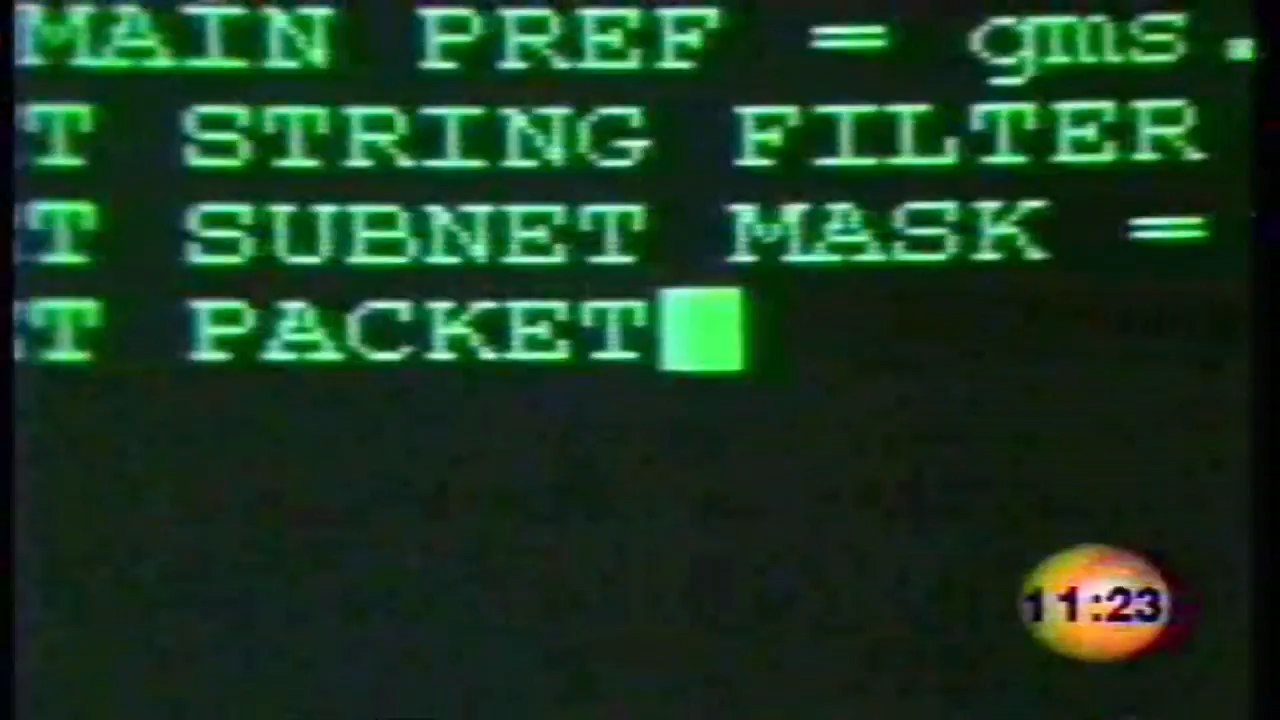 MAIN PREF = gms.
T STRING FILTER
T SUBNET MASK =
T PACKET
11:23